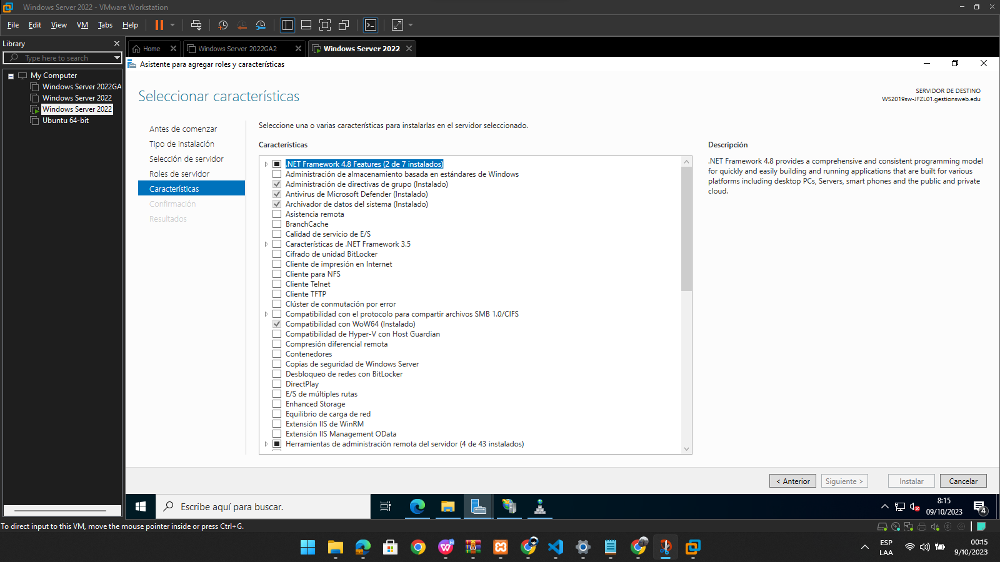 Windows Server 2022 - VMware Workstation
File Edit View VM Tabs Help
Library
Type here to search
My Computer
Windows Server 2022GA
Windows Server 2022
Windows Server 2022
Ubuntu 64-bit
Home
Windows Server 2022GA2
Windows Server 2022
Asistente para agregar roles y características
Seleccionar características
SERVIDOR DE DESTINO
WS2019sw-JFZL01.gestionsweb.edu
Antes de comenzar
Tipo de instalación
Selección de servidor
Roles de servidor
Características
Confirmación
Resultados
Seleccione una o varias características para instalarlas en el servidor seleccionado.
Características
.NET Framework 4.8 Features (2 de 7 instalados)
Administración de almacenamiento basada en estándares de Windows
Administración de directivas de grupo (Instalado)
Antivirus de Microsoft Defender (Instalado)
Archivador de datos del sistema (Instalado)
Asistencia remota
BranchCache
Calidad de servicio de E/S
Características de .NET Framework 3.5
Cifrado de unidad BitLocker
Cliente de impresión en Internet
Cliente para NFS
Cliente Telnet
Cliente TFTP
Clúster de conmutación por error
Compatibilidad con el protocolo para compartir archivos SMB 1.0/CIFS
Compatibilidad con WoW64 (Instalado)
Compatibilidad de Hyper-V con Host Guardian
Compresión diferencial remota
Contenedores
Copias de seguridad de Windows Server
Desbloqueo de redes con BitLocker
DirectPlay
E/S de múltiples rutas
Enhanced Storage
Equilibrio de carga de red
Extensión IIS de WinRM
Extensión IIS Management OData
Herramientas de administración remota del servidor (4 de 43 instalados)
Descripción
.NET Framework 4.8 provides a comprehensive and consistent programming model
for quickly and easily building and running applications that are built for various
platforms including desktop PCs, Servers, smart phones and the public and private
cloud.
< Anterior
Siguiente >
Instalar
Cancelar
Escribe aquí para buscar.
8:15
09/10/2023
4
To direct input to this VM, move the mouse pointer inside or press Ctrl+G.
ESP
LAA
00:15
9/10/2023